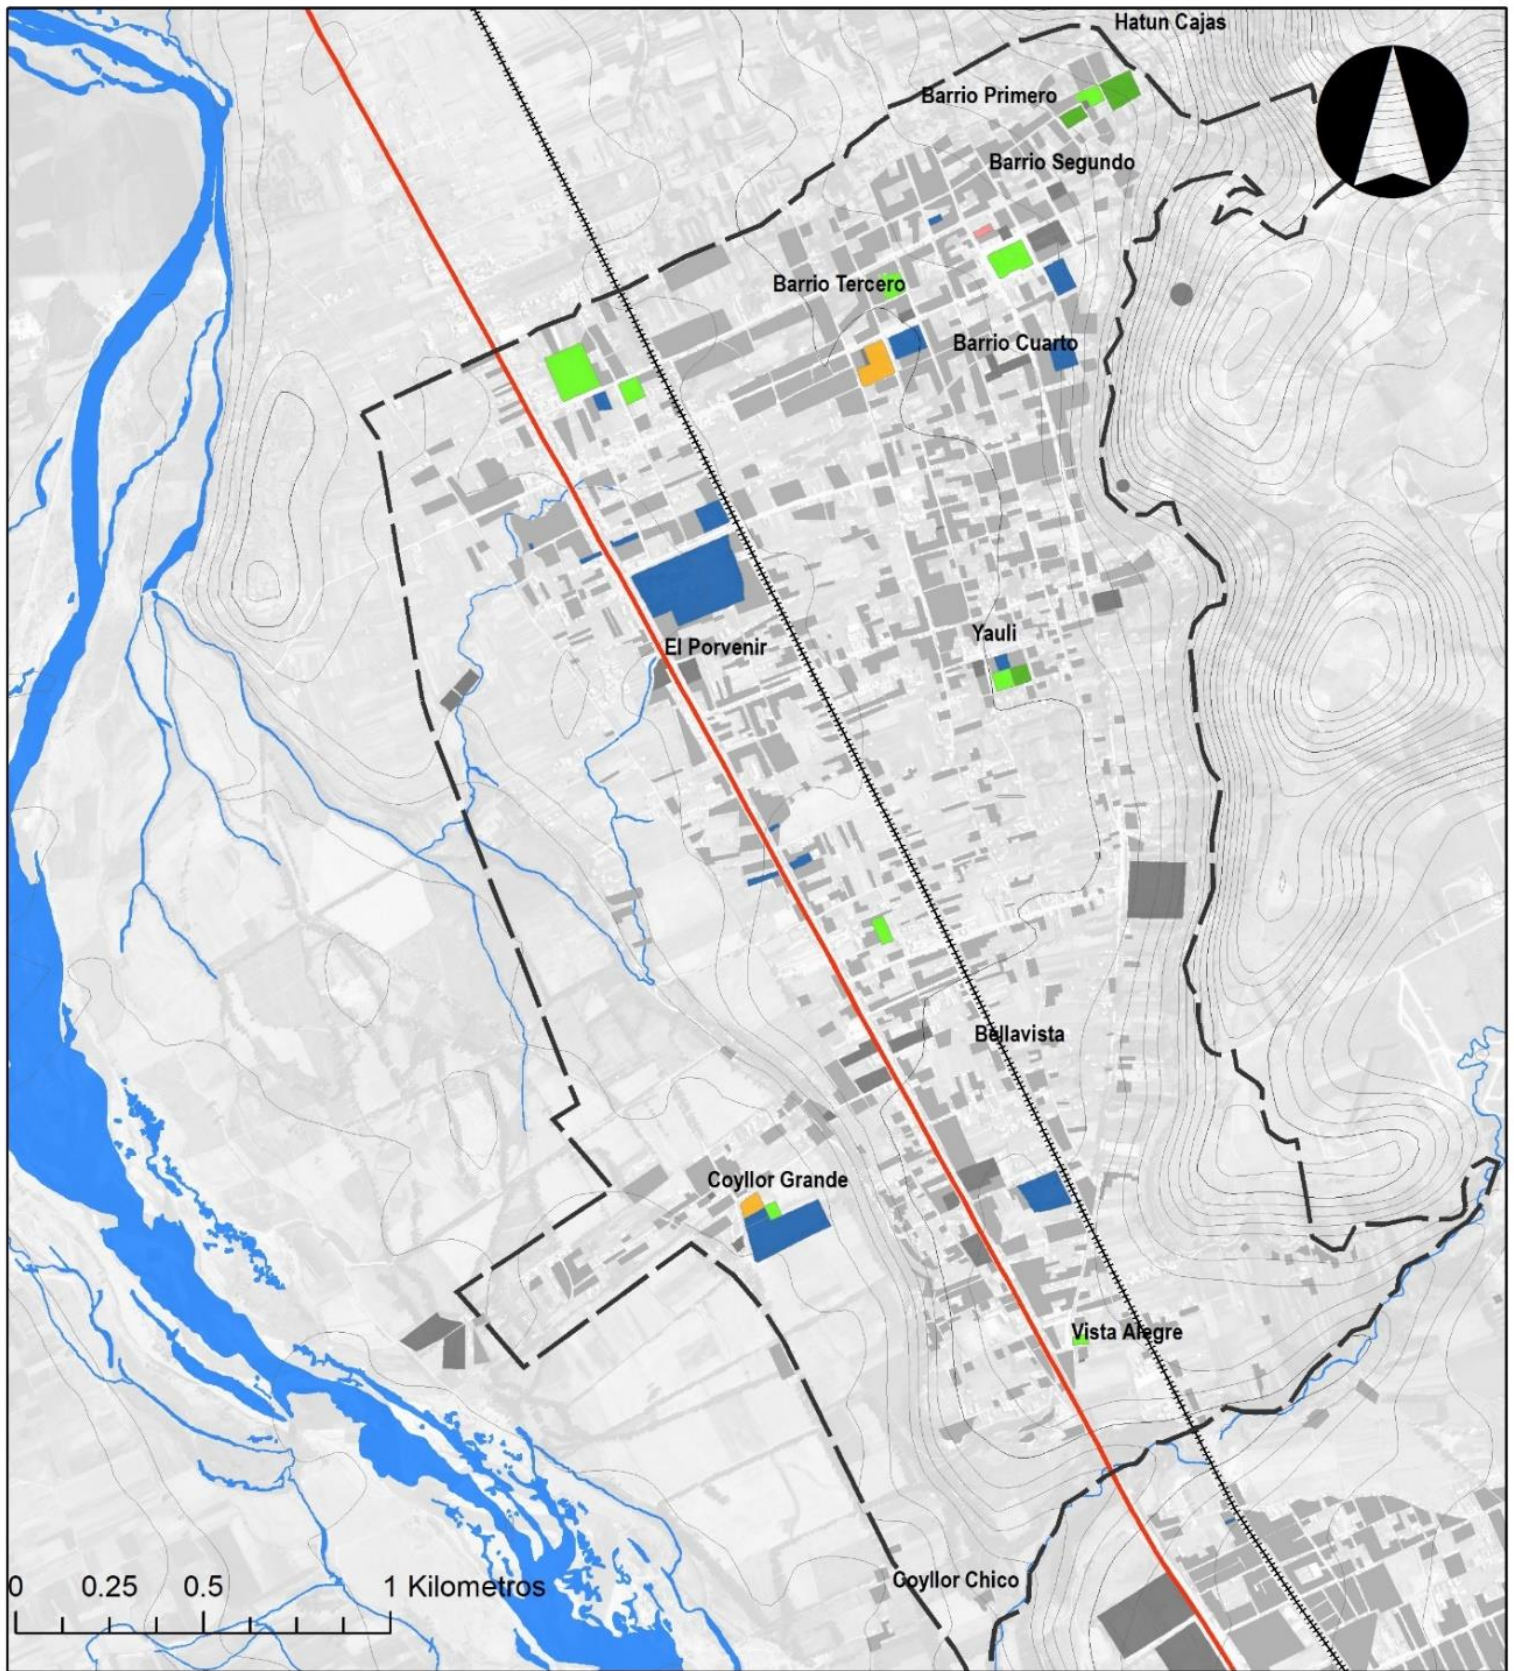 Hatun Cajas
Barrio Primero
Barrio Segundo
Barrio Tercero
Barrio Cuarto
Yauli
El Porvenir
Bellavista
Coyllor Grande
Vista Alegre
Coyllor Chico
0 0.25 0.5 1 Kilometros